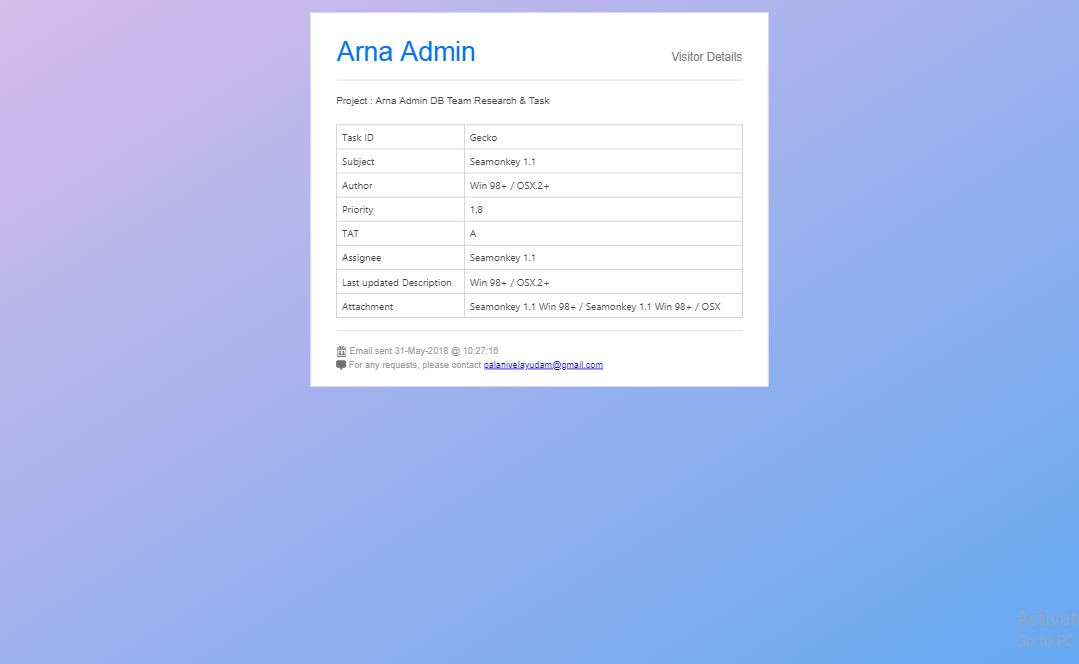 Arna Admin
Visitor Details
Project : Arna Admin DB Team Research & Task
Task ID Gecko
Subject Seamonkey 1.1
Author Win 98+ / OSX.2+
Priority 1.8
TAT A
Assignee Seamonkey 1.1
Last updated Description Win 98+ / OSX.2+
Attachment Seamonkey 1.1 Win 98+ / Seamonkey 1.1 Win 98+ / OSX
Email sent 31-May-2018 @ 10:27:16
For any requests, please contact palanivelayudam@gmail.com
Activat
Go to PC